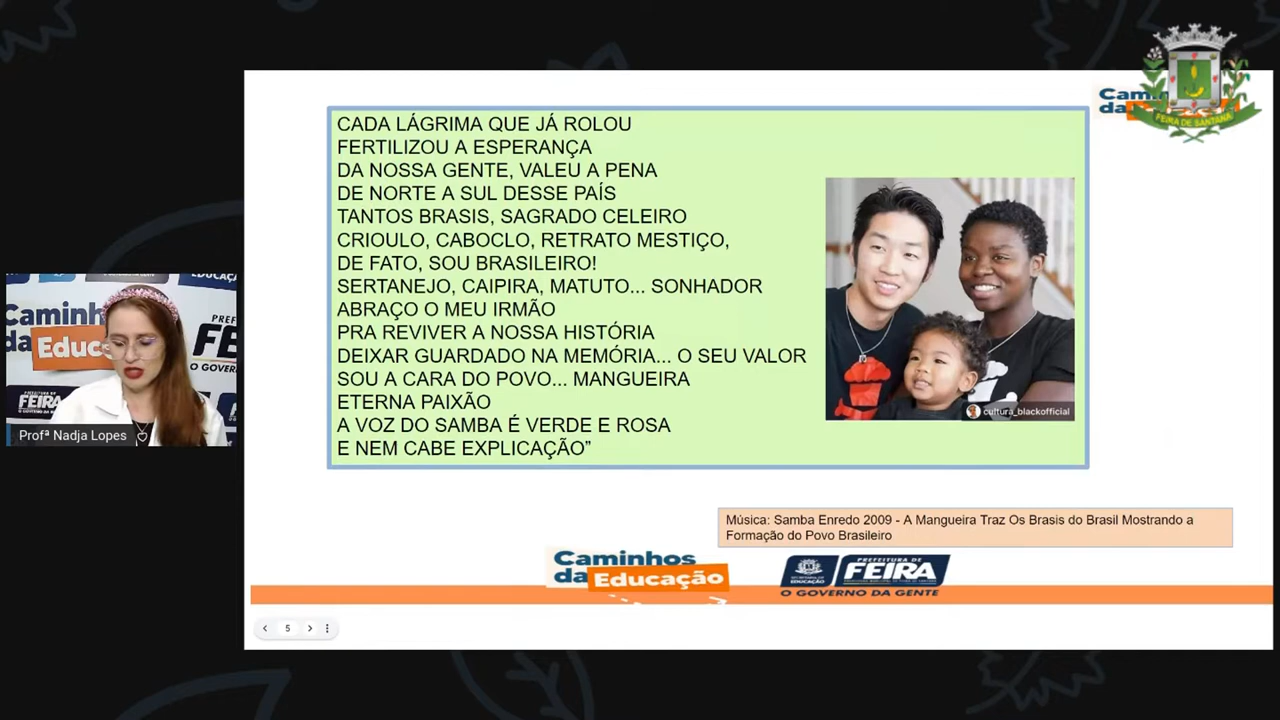 FEIRA DE SANTANA
CADA LÁGRIMA QUE JÁ ROLOU
FERTILIZOU A ESPERANÇA
DA NOSSA GENTE, VALEU A PENA
DE NORTE A SUL DESSE PAÍS
TANTOS BRASIS, SAGRADO CELEIRO
CRIOULO, CABOCLO, RETRATO MESTIÇO,
DE FATO, SOU BRASILEIRO!
SERTANEJO, CAIPIRA, MATUTO... SONHADOR
ABRAÇO O MEU IRMÃO
PRA REVIVER A NOSSA HISTÓRIA
DEIXAR GUARDADO NA MEMÓRIA... O SEU VALOR
SOU A CARA DO POVO... MANGUEIRA
ETERNA PAIXÃO
A VOZ DO SAMBA É VERDE E ROSA
E NEM CABE EXPLICAÇÃO”
cultura_blackofficial
Profª Nadja Lopes
Música: Samba Enredo 2009 - A Mangueira Traz Os Brasis do Brasil Mostrando a
Formação do Povo Brasileiro
Caminhos
da Educação
SECRETARIA DE
EDUCAÇÃO
PREFEITURA DE
FEIRA
O GOVERNO DA GENTE
5